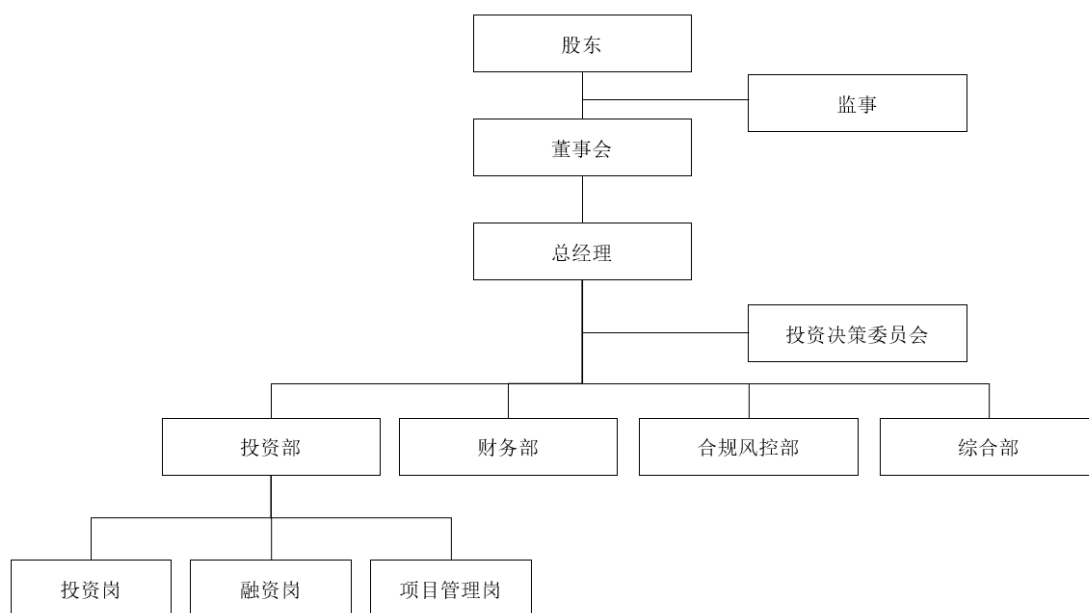 股东
监事
董事会
总经理
投资决策委员会
投资部
财务部
合规风控部
综合部
投资岗
融资岗
项目管理岗